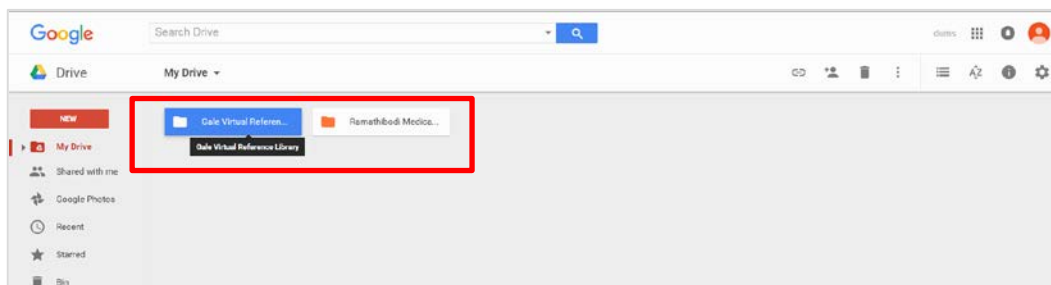 Google
Search Drive
Drive
My Drive
NEW
Gale Virtual Referen...
Ramathibodi Medica...
Gale Virtual Reference Library
My Drive
Shared with me
Google Photos
Recent
Starred
Bin